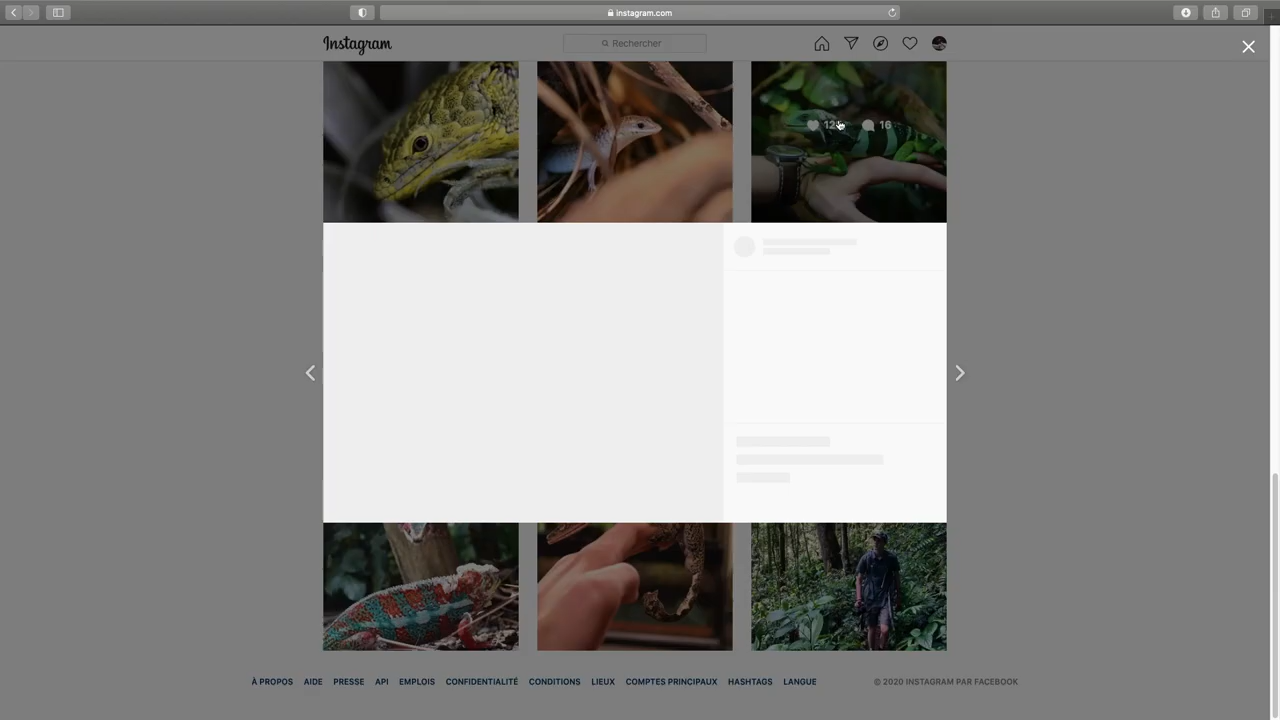 instagram.com
Instagram
Rechercher
16
À PROPOS AIDE PRESSE API EMPLOIS CONFIDENTIALITÉ CONDITIONS LIEUX COMPTES PRINCIPAUX HASHTAGS LANGUE © 2020 INSTAGRAM PAR FACEBOOK